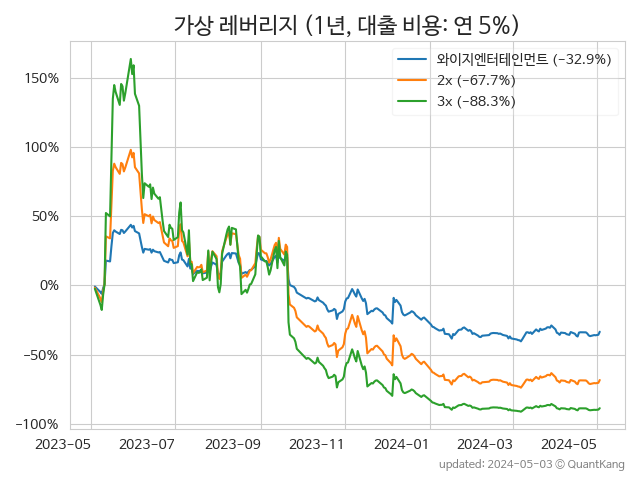 가상 레버리지 (1년, 대출 비용: 연 5%)
와이지엔터테인먼트 (−32.9%)
2x (−67.7%)
3x (−88.3%)
150%
100%
50%
0%
−50%
−100%
2023-05 2023-07 2023-09 2023-11 2024-01 2024-03 2024-05
updated: 2024-05-03 © QuantKang